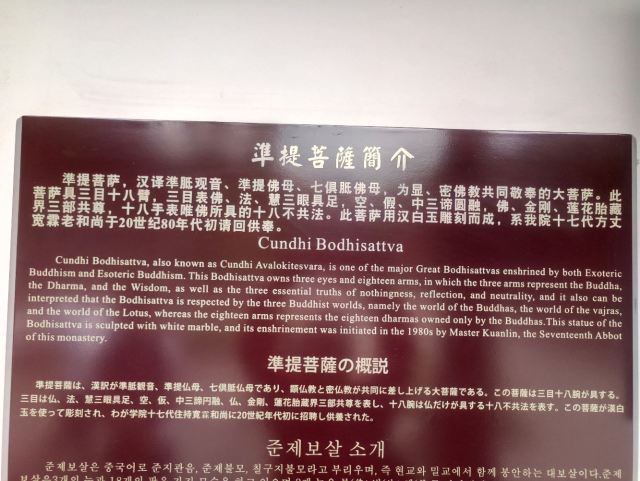 準提菩薩簡介
準提菩萨，汉译準胝观音、準提佛母、七俱胝佛母，为显、密佛教共同敬奉的大菩萨。此
菩萨具三目十八臂，三目表佛、法、慧三眼具足，空、假、中三谛圆融，佛、金刚、莲花胎藏
界三部共尊，十八手表唯佛所具的十八不共法。此菩萨用汉白玉雕刻而成，系我院十七代方丈
宽霖老和尚于20世纪80年代初请回供奉。
Cundhi Bodhisattva
Cundhi Bodhisattva, also known as Cundhi Avalokitesvara, is one of the major Great Bodhisattvas enshrined by both Exoteric
Buddhism and Esoteric Buddhism. This Bodhisattva owns three eyes and eighteen arms, in which the three arms represent the Buddha,
the Dharma, and the Wisdom, as well as the three essential truths of nothingness, reflection, and neutrality, and it also can be
interpreted that the Bodhisattva is respected by the three Buddhist worlds, namely the world of the Buddhas, the world of the vajras,
and the world of the Lotus, whereas the eighteen arms represents the eighteen dharmas owned only by the Buddhas.This statue of the
Bodhisattva is sculpted with white marble, and its enshrinement was initiated in the 1980s by Master Kuanlin, the Seventeenth Abbot
of this monastery.
準提菩薩の概説
準提菩薩は、漢訳が準胝観音、準提仏母、七倶胝仏母であり、顕仏教と密仏教が共同に差し上げる大菩薩である。この菩薩は三目十八腕が具する。
三目は仏、法、慧三眼具足、空、仮、中三諦円融、仏、金剛、蓮花胎蔵界三部共尊を表し、十八腕は仏だけが具する十八不共法を表す。この菩薩が漢白
玉を使って彫刻され、わが学院十七代住持寛霖和尚に20世紀年代初に招聘し供養された。
준제보살 소개
준제보살은 중국어로 준지관음, 준제불모, 칠구지불모라고 부리우며, 즉 현교와 밀교에서 함께 봉안하는 대보살이다.준제